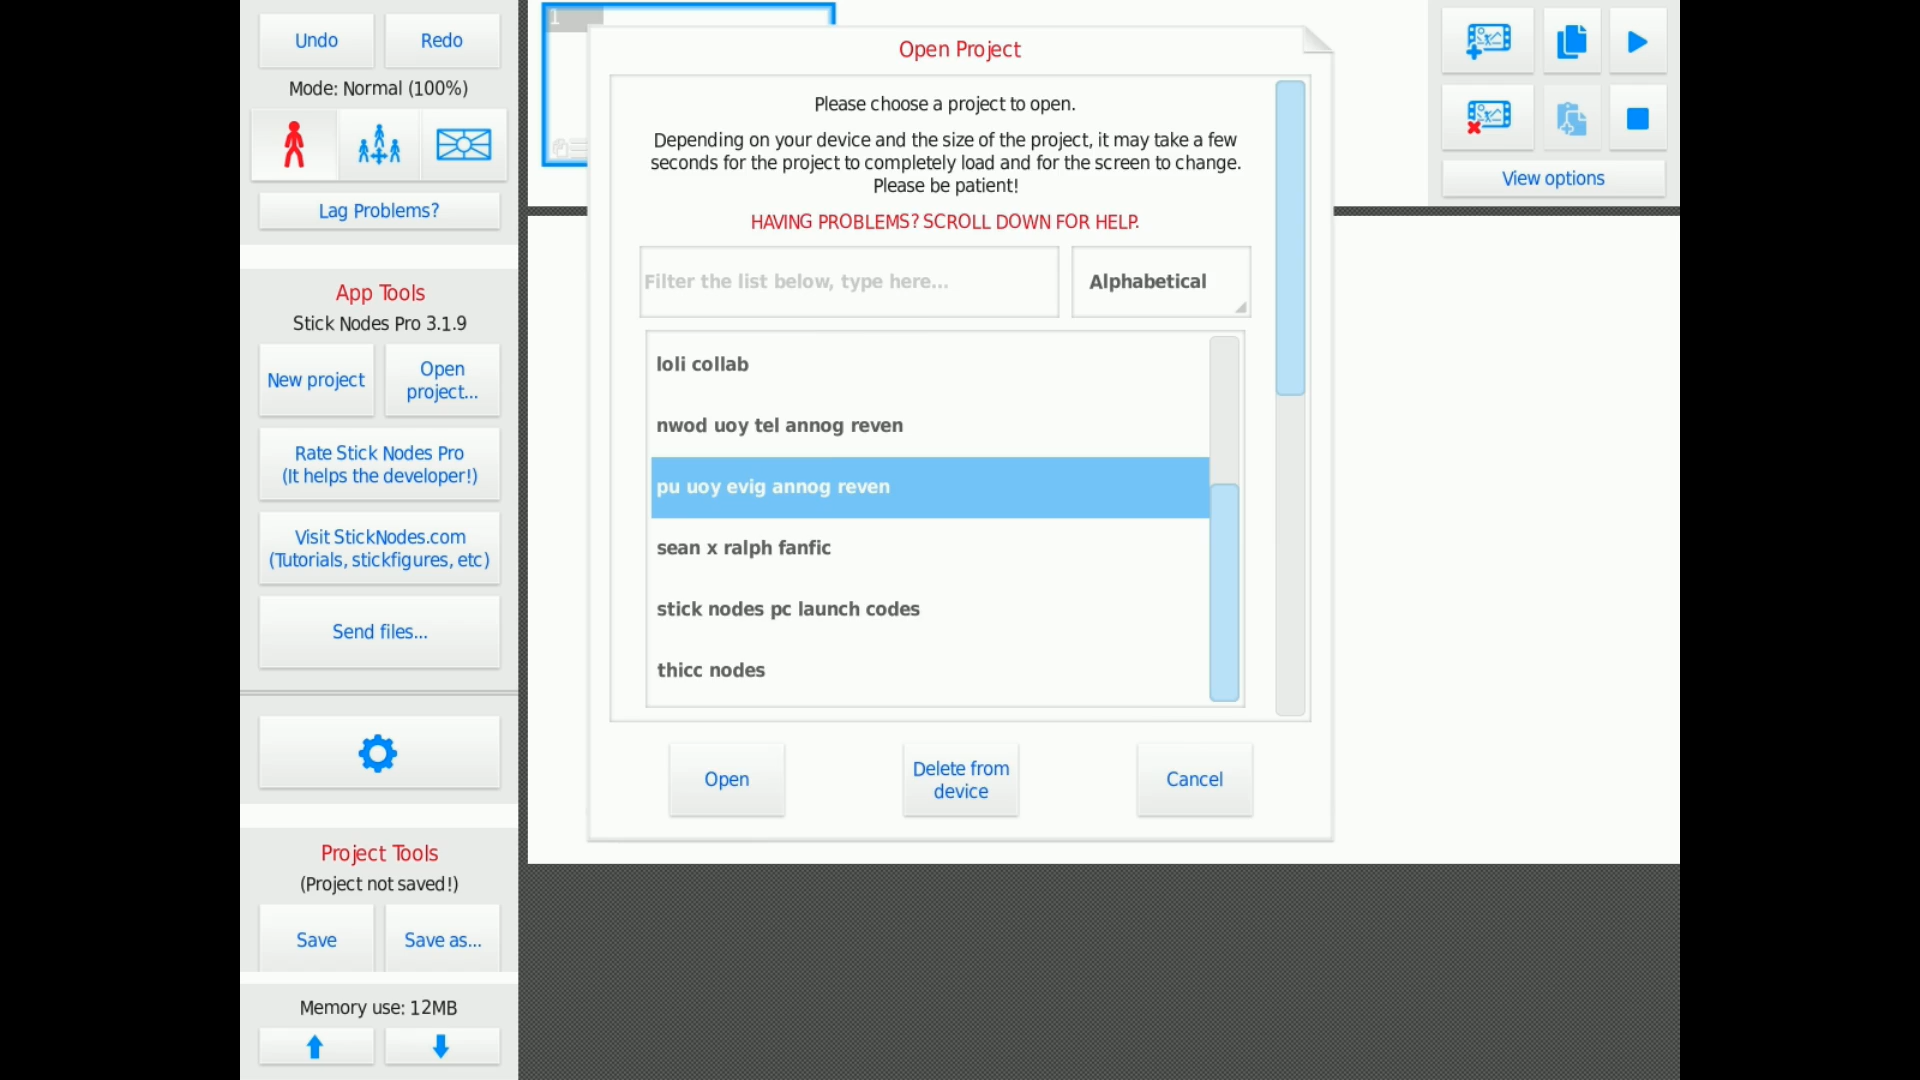 Undo
Redo
Mode: Normal (100%)
Lag Problems?
App Tools
Stick Nodes Pro 3.1.9
New project
Open
project...
Rate Stick Nodes Pro
(It helps the developer!)
Visit StickNodes.com
(Tutorials, stickfigures, etc)
Send files...
Project Tools
(Project not saved!)
Save
Save as...
Memory use: 12MB
1
Open Project
Please choose a project to open.
Depending on your device and the size of the project, it may take a few
seconds for the project to completely load and for the screen to change.
Please be patient!
HAVING PROBLEMS? SCROLL DOWN FOR HELP.
Filter the list below, type here...
Alphabetical
loli collab
nwod uoy tel annog reven
pu uoy evig annog reven
sean x ralph fanfic
stick nodes pc launch codes
thicc nodes
Open
Delete from
device
Cancel
View options